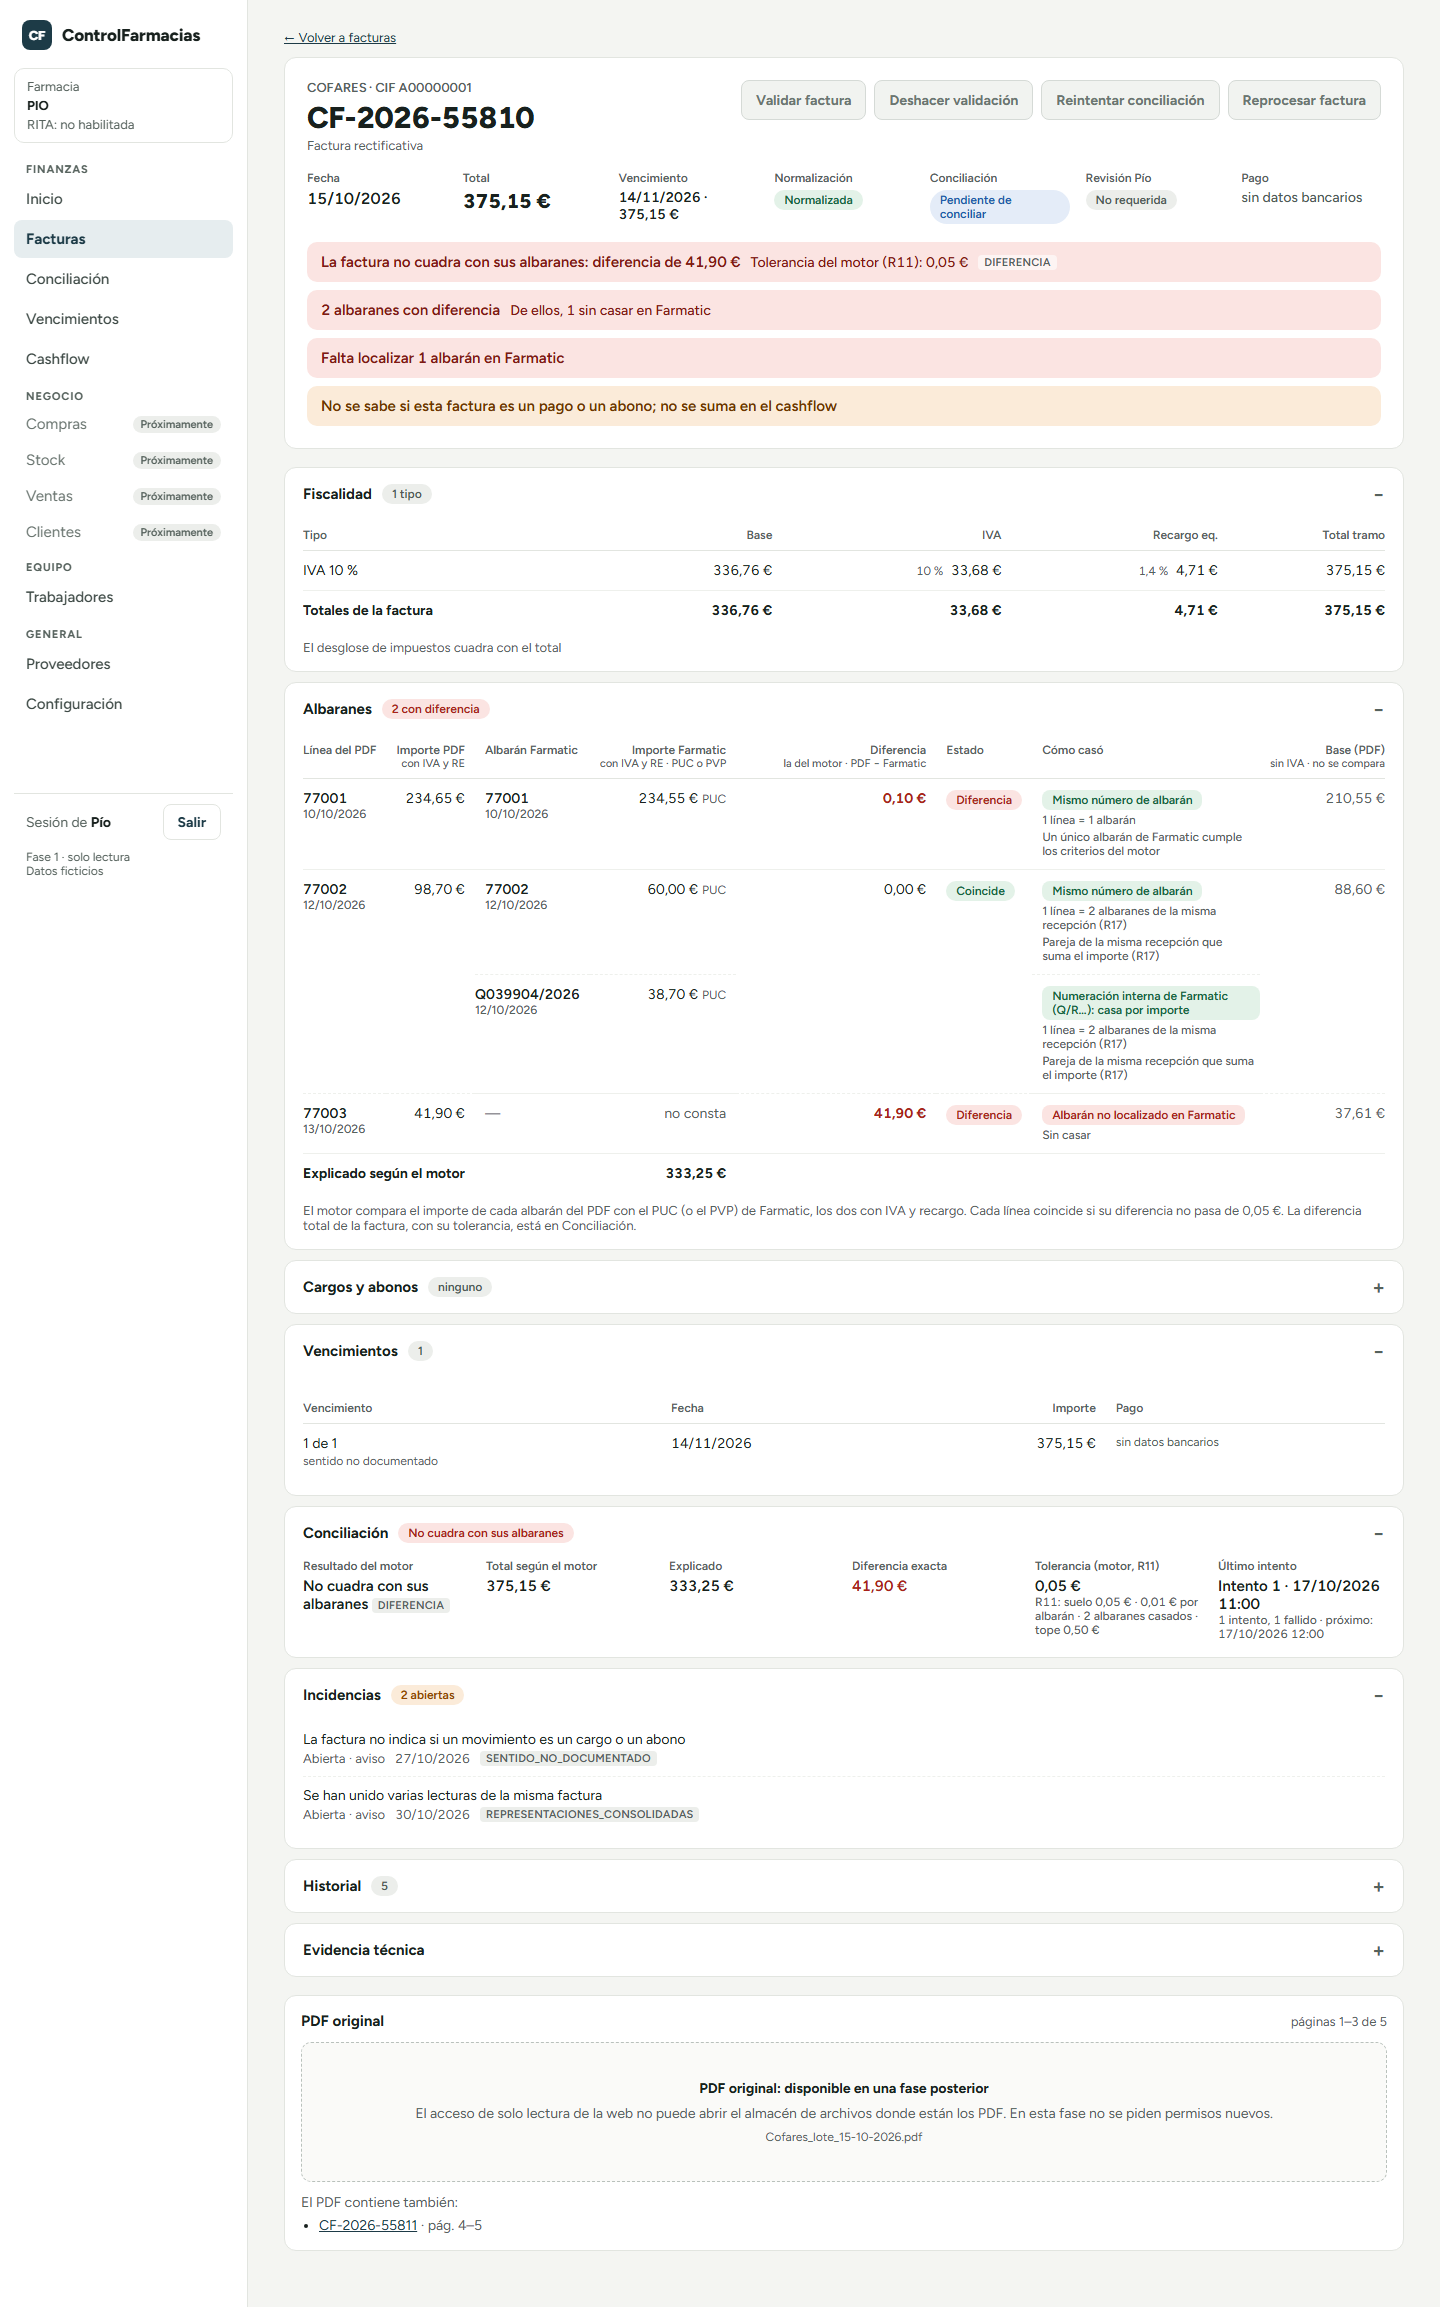 CF ControlFarmacias
Farmacia
PIO
RITA: no habilitada
FINANZAS
Inicio
Facturas
Conciliación
Vencimientos
Cashflow
NEGOCIO
Compras Próximamente
Stock Próximamente
Ventas Próximamente
Clientes Próximamente
EQUIPO
Trabajadores
GENERAL
Proveedores
Configuración
Sesión de Pío Salir
Fase 1 · solo lectura
Datos ficticios
← Volver a facturas
COFARES · CIF A00000001
CF-2026-55810
Factura rectificativa
Validar factura Deshacer validación Reintentar conciliación Reprocesar factura
Fecha Total Vencimiento Normalización Conciliación Revisión Pío Pago
15/10/2026 375,15 € 14/11/2026 · Normalizada Pendiente de No requerida sin datos bancarios
375,15 € conciliar
La factura no cuadra con sus albaranes: diferencia de 41,90 € Tolerancia del motor (R11): 0,05 € DIFERENCIA
2 albaranes con diferencia De ellos, 1 sin casar en Farmatic
Falta localizar 1 albarán en Farmatic
No se sabe si esta factura es un pago o un abono; no se suma en el cashflow
Fiscalidad 1 tipo −
Tipo Base IVA Recargo eq. Total tramo
IVA 10 % 336,76 € 10 % 33,68 € 1,4 % 4,71 € 375,15 €
Totales de la factura 336,76 € 33,68 € 4,71 € 375,15 €
El desglose de impuestos cuadra con el total
Albaranes 2 con diferencia −
Línea del PDF Importe PDF Albarán Farmatic Importe Farmatic Diferencia Estado Cómo casó Base (PDF)
con IVA y RE con IVA y RE · PUC o PVP la del motor · PDF − Farmatic sin IVA · no se compara
77001 234,65 € 77001 234,55 € PUC 0,10 € Diferencia Mismo número de albarán 210,55 €
10/10/2026 10/10/2026 1 línea = 1 albarán
Un único albarán de Farmatic cumple
los criterios del motor
77002 98,70 € 77002 60,00 € PUC 0,00 € Coincide Mismo número de albarán 88,60 €
12/10/2026 12/10/2026 1 línea = 2 albaranes de la misma
recepción (R17)
Pareja de la misma recepción que
suma el importe (R17)
Q039904/2026 38,70 € PUC Numeración interna de Farmatic
12/10/2026 (Q/R...): casa por importe
1 línea = 2 albaranes de la misma
recepción (R17)
Pareja de la misma recepción que suma
el importe (R17)
77003 41,90 € — no consta 41,90 € Diferencia Albarán no localizado en Farmatic 37,61 €
13/10/2026 Sin casar
Explicado según el motor 333,25 €
El motor compara el importe de cada albarán del PDF con el PUC (o el PVP) de Farmatic, los dos con IVA y recargo. Cada línea coincide si su diferencia no pasa de 0,05 €. La diferencia
total de la factura, con su tolerancia, está en Conciliación.
Cargos y abonos ninguno +
Vencimientos 1 −
Vencimiento Fecha Importe Pago
1 de 1 14/11/2026 375,15 € sin datos bancarios
sentido no documentado
Conciliación No cuadra con sus albaranes −
Resultado del motor Total según el motor Explicado Diferencia exacta Tolerancia (motor, R11) Último intento
No cuadra con sus 375,15 € 333,25 € 41,90 € 0,05 € Intento 1 · 17/10/2026
albaranes DIFERENCIA R11: suelo 0,05 € · 0,01 € por 11:00
albarán · 2 albaranes casados · 1 intento, 1 fallido · próximo:
tope 0,50 € 17/10/2026 12:00
Incidencias 2 abiertas −
La factura no indica si un movimiento es un cargo o un abono
Abierta · aviso 27/10/2026 SENTIDO_NO_DOCUMENTADO
Se han unido varias lecturas de la misma factura
Abierta · aviso 30/10/2026 REPRESENTACIONES_CONSOLIDADAS
Historial 5 +
Evidencia técnica +
PDF original páginas 1–3 de 5
PDF original: disponible en una fase posterior
El acceso de solo lectura de la web no puede abrir el almacén de archivos donde están los PDF. En esta fase no se piden permisos nuevos.
Cofares_lote_15-10-2026.pdf
El PDF contiene también:
• CF-2026-55811 · pág. 4–5